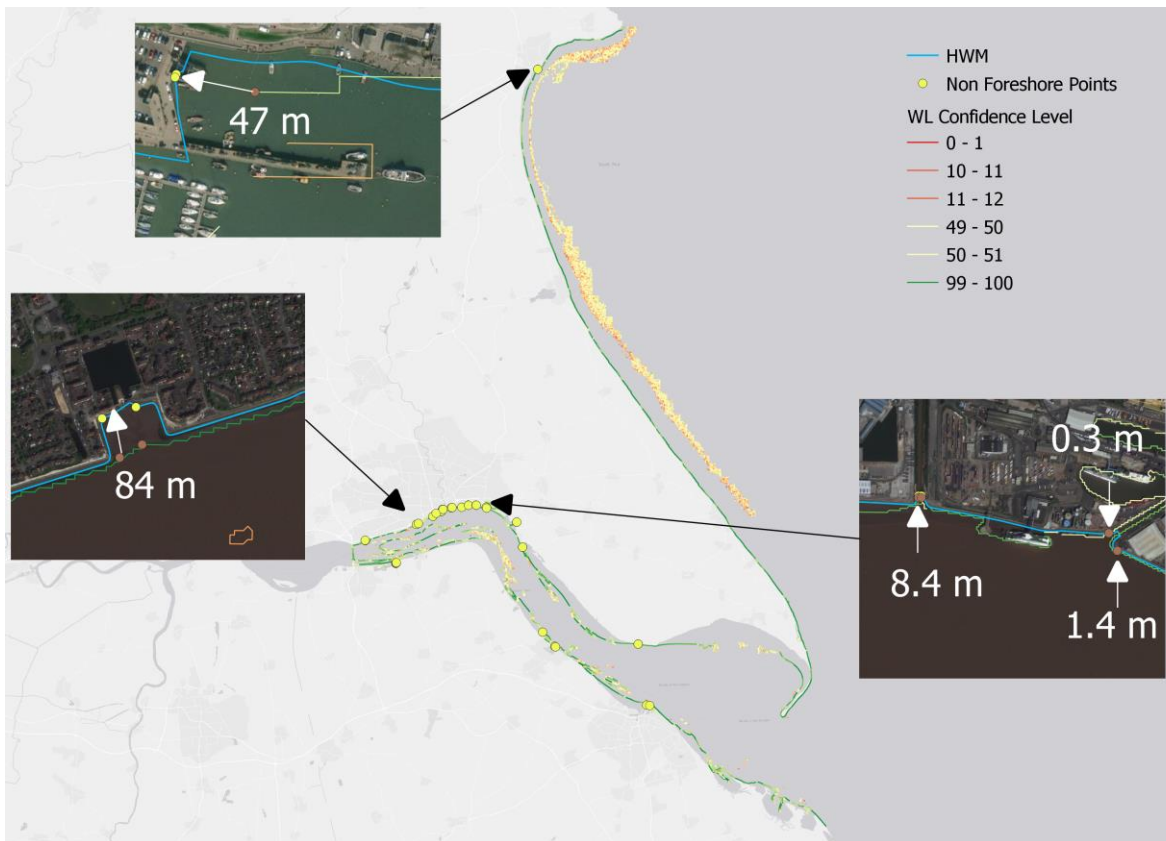 47 m
HWM
Non Foreshore Points
WL Confidence Level
0 - 1
10 - 11
11 - 12
49 - 50
50 - 51
99 - 100
84 m
0.3 m
8.4 m
1.4 m